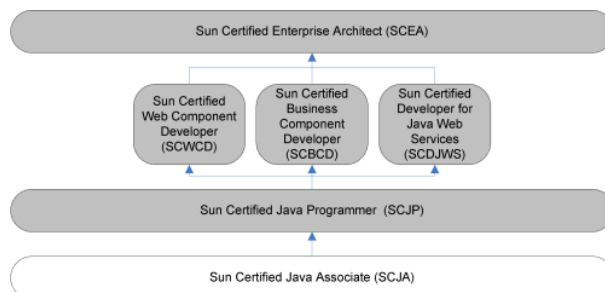 Sun Certified Enterprise Architect (SCEA)
Sun Certified
Web Component
Developer
(SCWCD)
Sun Certified
Business
Component
Developer
(SCBCD)
Sun Certified
Developer for
Java Web
Services
(SCDJWS)
Sun Certified Java Programmer (SCJP)
Sun Certified Java Associate (SCJA)